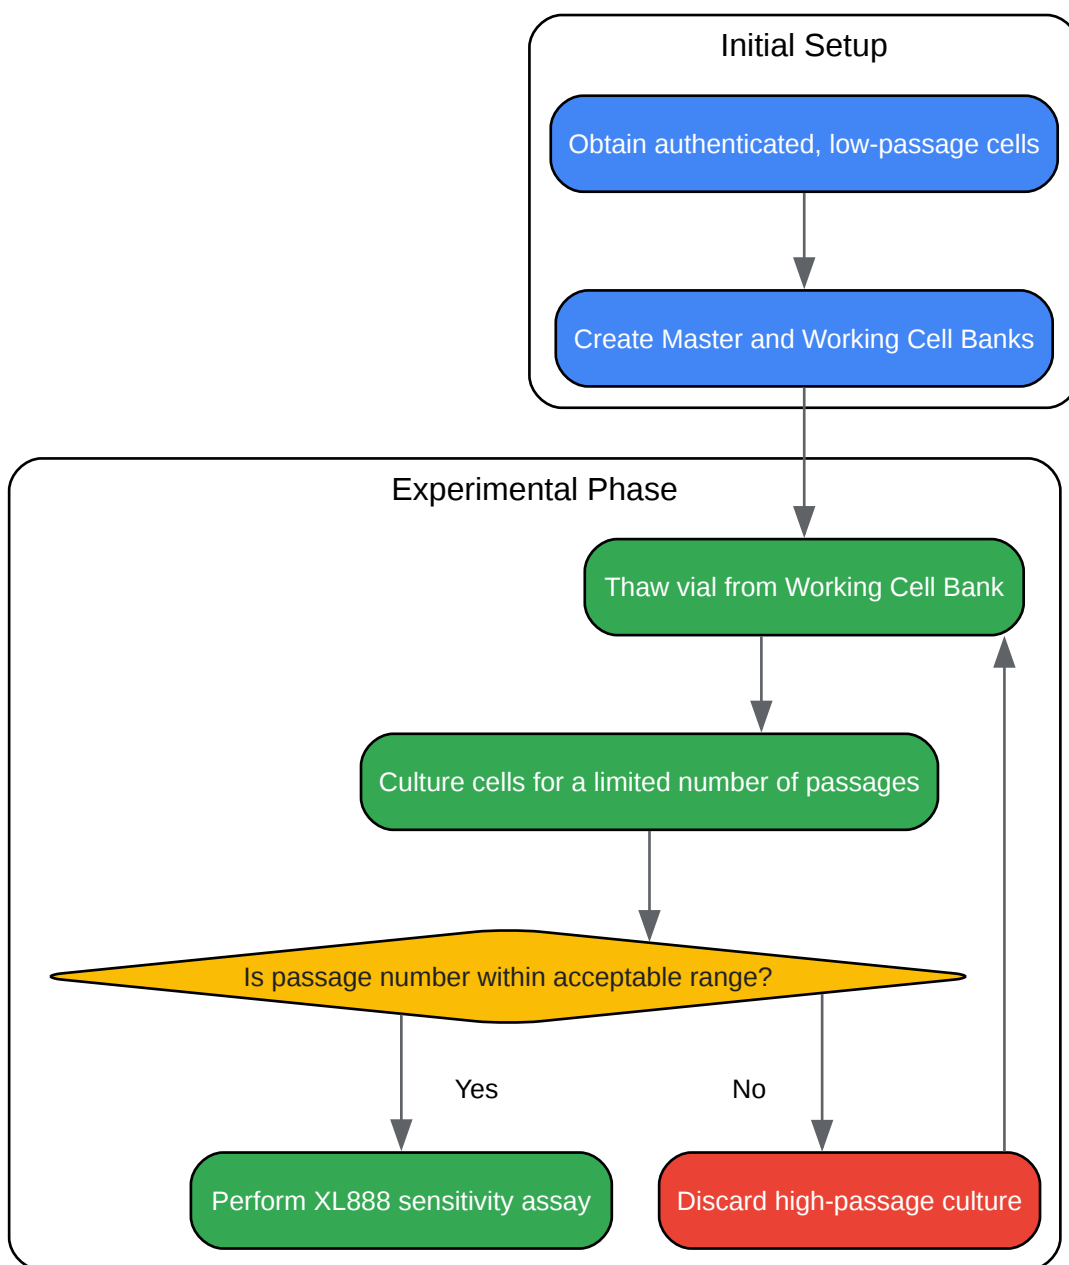 Initial Setup
Obtain authenticated, low-passage cells
Create Master and Working Cell Banks
Experimental Phase
Thaw vial from Working Cell Bank
Culture cells for a limited number of passages
Is passage number within acceptable range?
Yes
No
Perform XL888 sensitivity assay
Discard high-passage culture